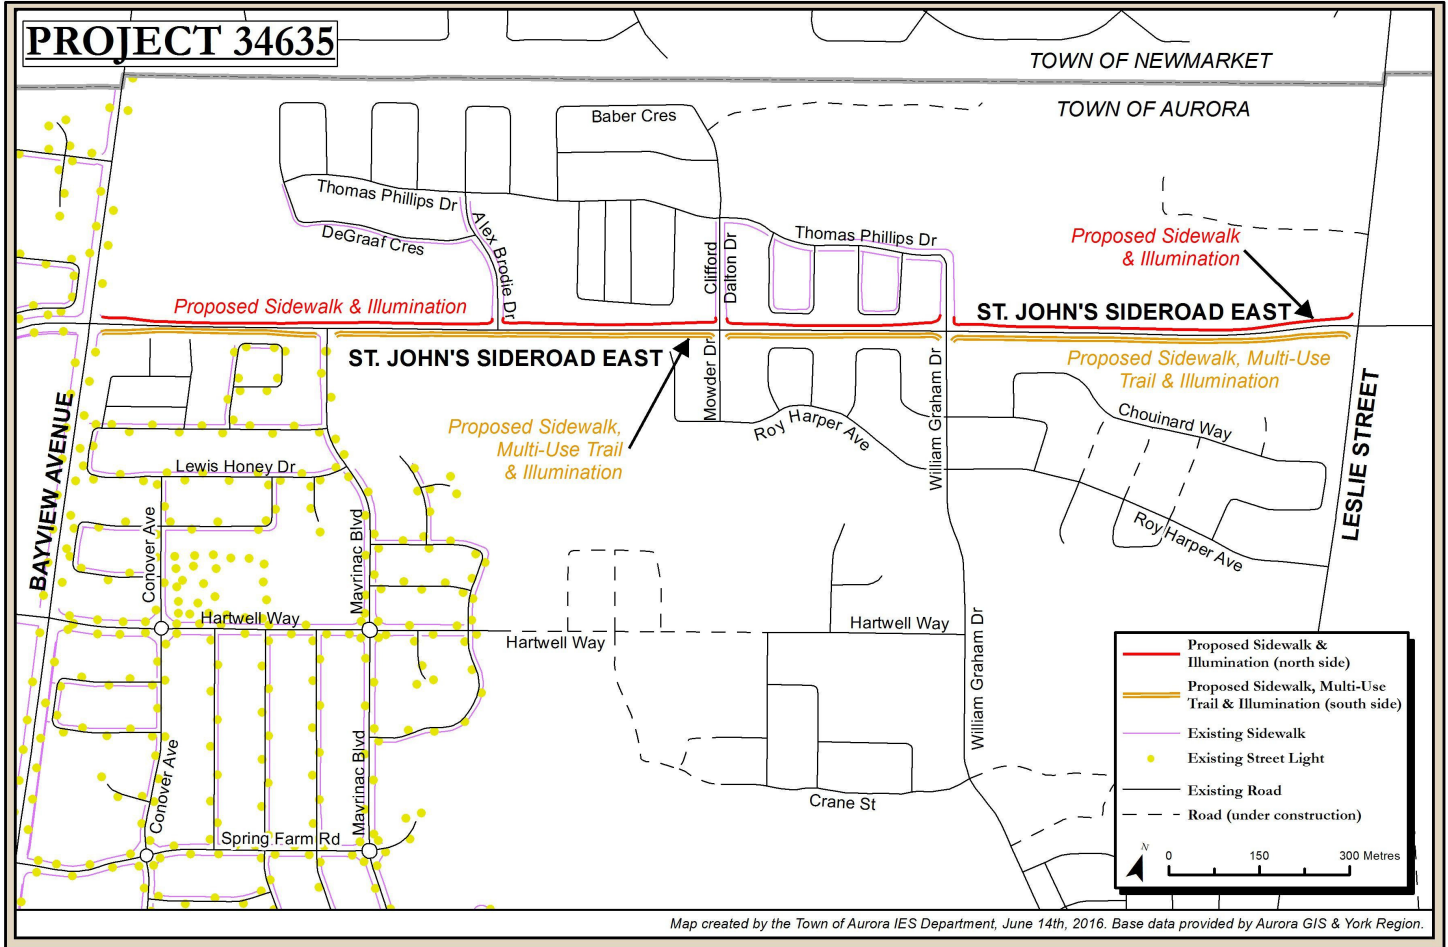 PROJECT 34635
TOWN OF NEWMARKET
TOWN OF AURORA
Baber Cres
Thomas Phillips Dr
DeGraaf Cres
Alex Brodie Dr
Clifford
Dalton Dr
Thomas Phillips Dr
Proposed Sidewalk
& Illumination
Proposed Sidewalk & Illumination
ST. JOHN'S SIDEROAD EAST
ST. JOHN'S SIDEROAD EAST
Proposed Sidewalk, Multi-Use
Trail & Illumination
Proposed Sidewalk,
Multi-Use Trail
& Illumination
Mowder Dr
Roy Harper Ave
William Graham Dr
Chouinard Way
Roy Harper Ave
LESLIE STREET
BAYVIEW AVENUE
Lewis Honey Dr
Conover Ave
Mavrinac Blvd
Hartwell Way
Hartwell Way
Hartwell Way
William Graham Dr
Conover Ave
Mavrinac Blvd
Spring Farm Rd
Crane St
Proposed Sidewalk &
Illumination (north side)
Proposed Sidewalk, Multi-Use
Trail & Illumination (south side)
Existing Sidewalk
Existing Street Light
Existing Road
Road (under construction)
N
0 150 300 Metres
Map created by the Town of Aurora IES Department, June 14th, 2016. Base data provided by Aurora GIS & York Region.